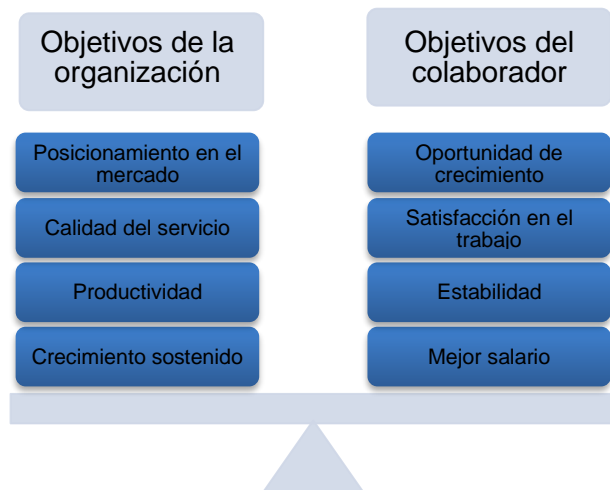 Objetivos de la
organización
Posicionamiento en el
mercado
Calidad del servicio
Productividad
Crecimiento sostenido
Objetivos del
colaborador
Oportunidad de
crecimiento
Satisfacción en el
trabajo
Estabilidad
Mejor salario